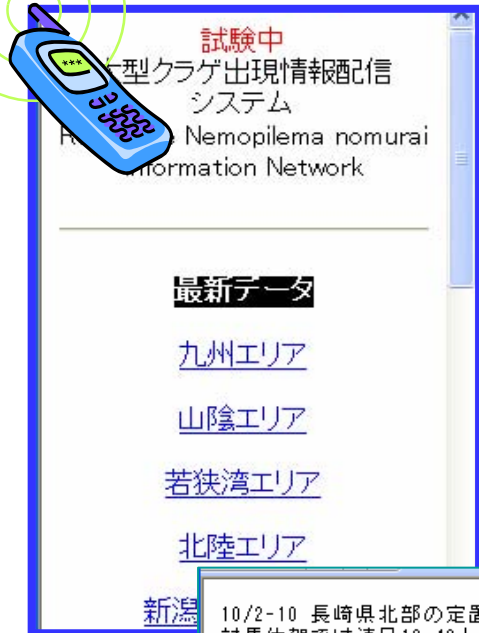 ***
試験中
型クラゲ出現情報配信
システム
R e Nemopilema nomurai
formation Network
最新データ
九州エリア
山陰エリア
若狭湾エリア
北陸エリア
新潟
10/2-10 長崎県北部の定置